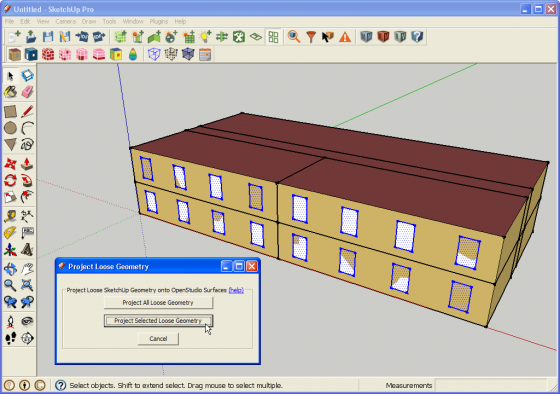 Untitled - SketchUp Pro
File Edit View Camera Draw Tools Window Plugins Help
Project Loose Geometry
Project Loose SketchUp Geometry onto OpenStudio Surfaces (help)
Project All Loose Geometry
Project Selected Loose Geometry
Cancel
Select objects. Shift to extend select. Drag mouse to select multiple.
Measurements